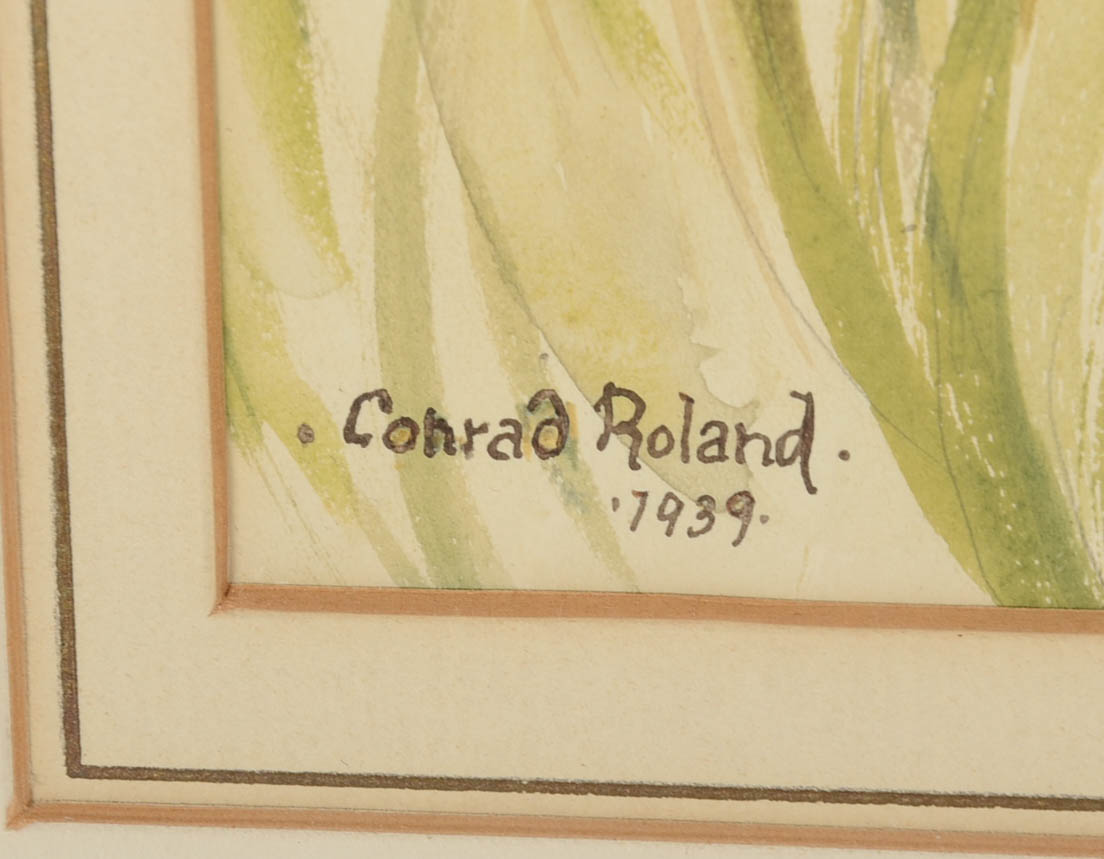 . Conrad Roland .
. 1939 .